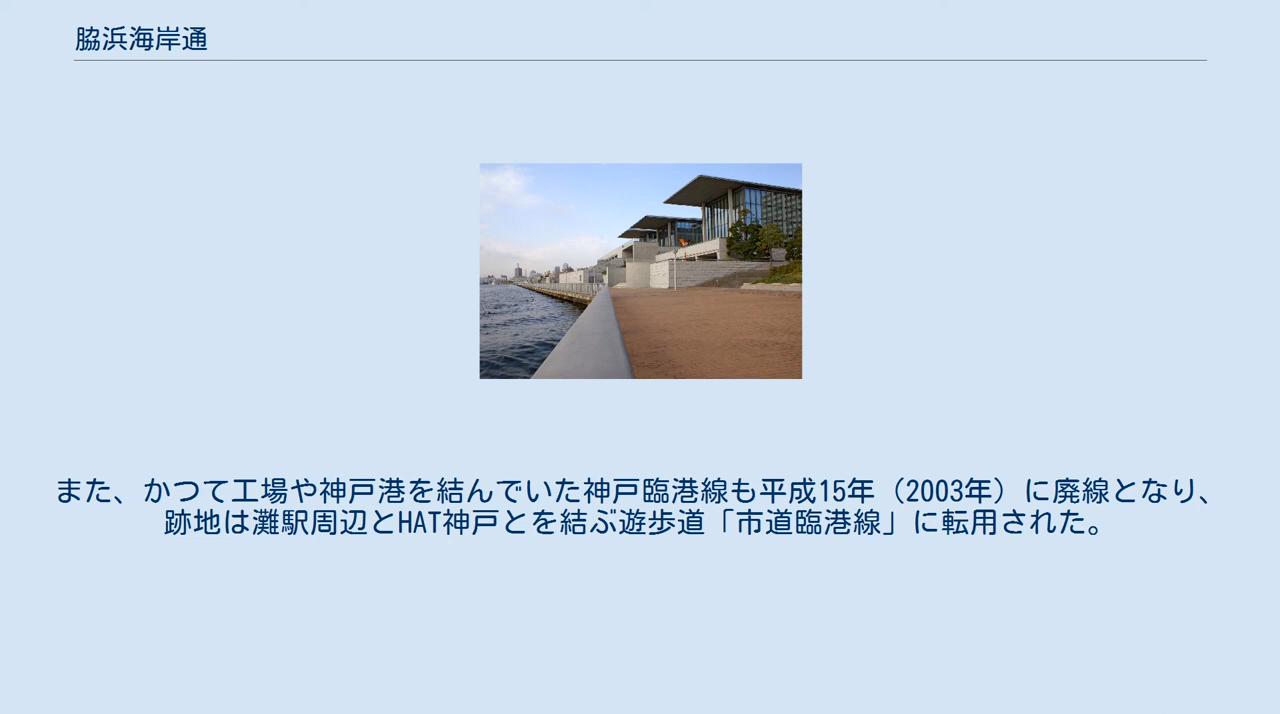 脇浜海岸通
また、かつて工場や神戸港を結んでいた神戸臨港線も平成15年（2003年）に廃線となり、
跡地は灘駅周辺とHAT神戸とを結ぶ遊歩道「市道臨港線」に転用された。